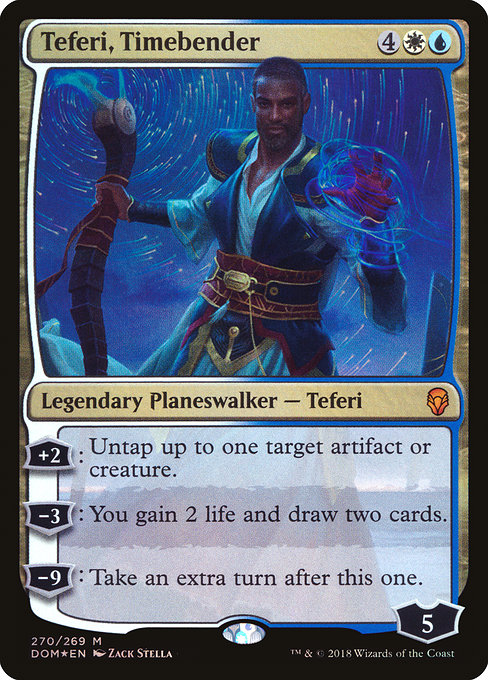 Teferi, Timebender 4
Legendary Planeswalker — Teferi
+2 : Untap up to one target artifact or
creature.
−3 : You gain 2 life and draw two cards.
−9 : Take an extra turn after this one.
5
270/269 M
DOM★EN Zack Stella
™ & © 2018 Wizards of the Coast